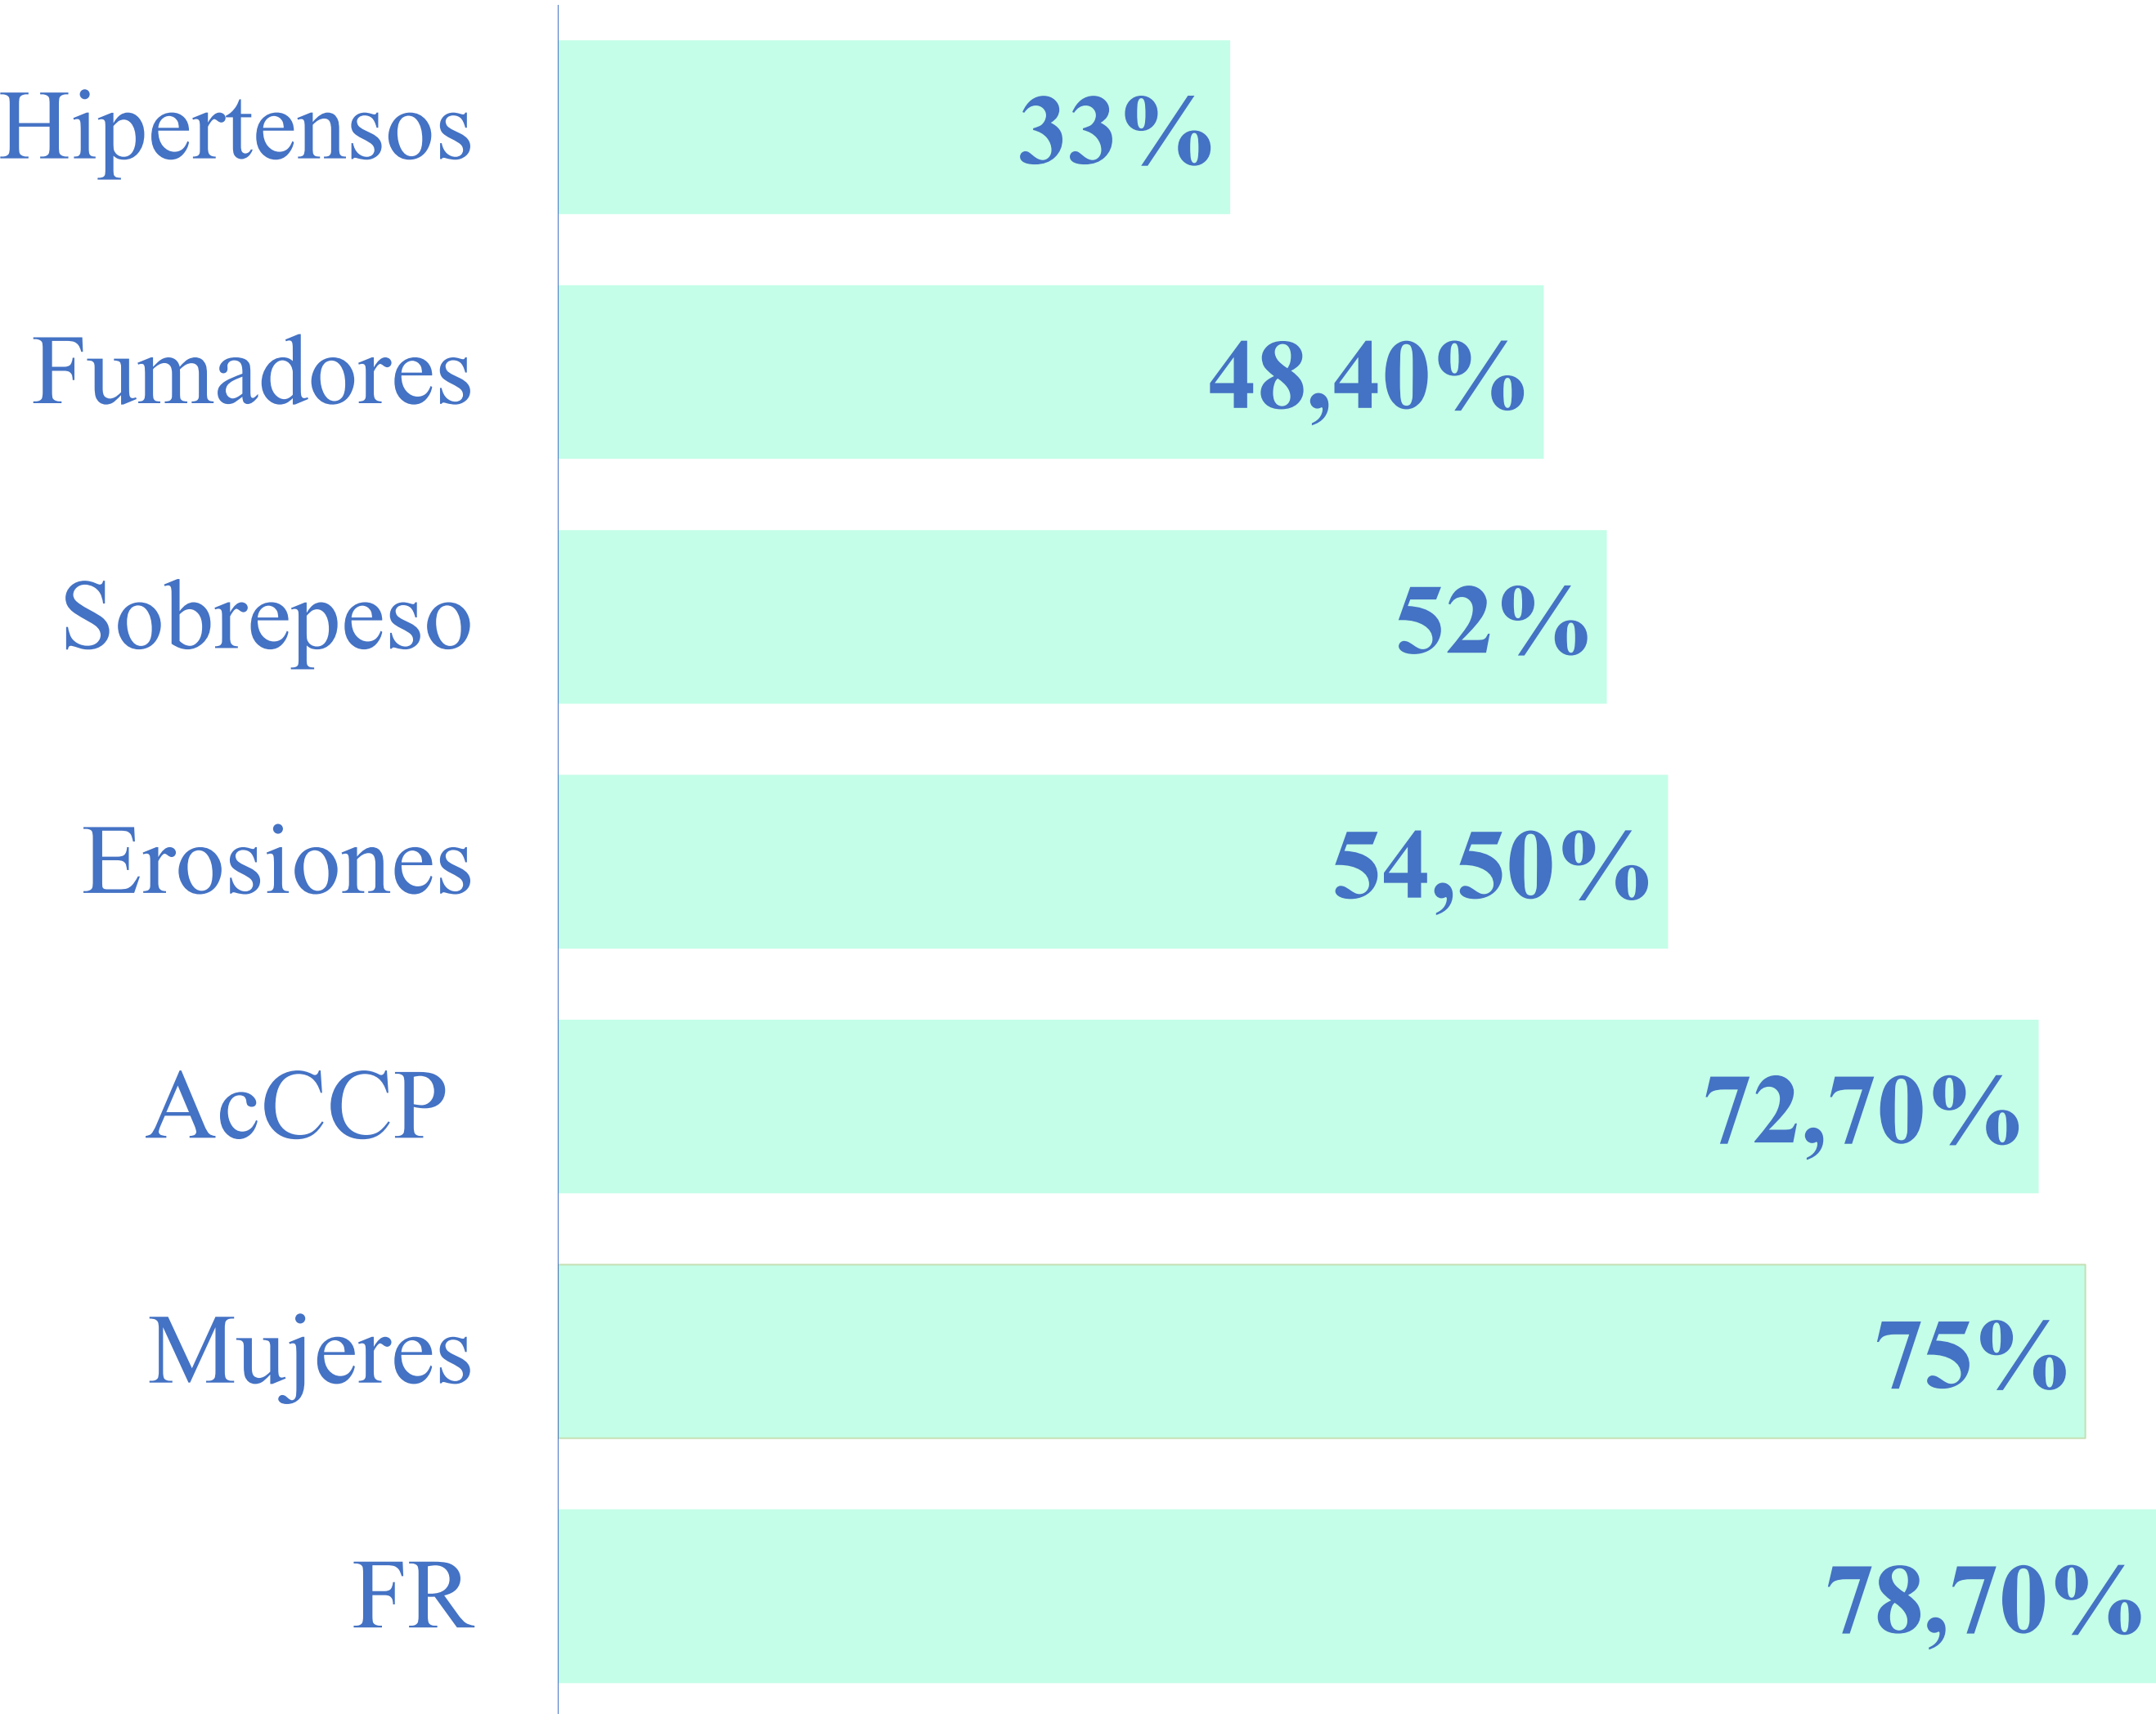 Hipertensos 33%
Fumadores 48,40%
Sobrepeso 52%
Erosiones 54,50%
AcCCP 72,70%
Mujeres 75%
FR 78,70%